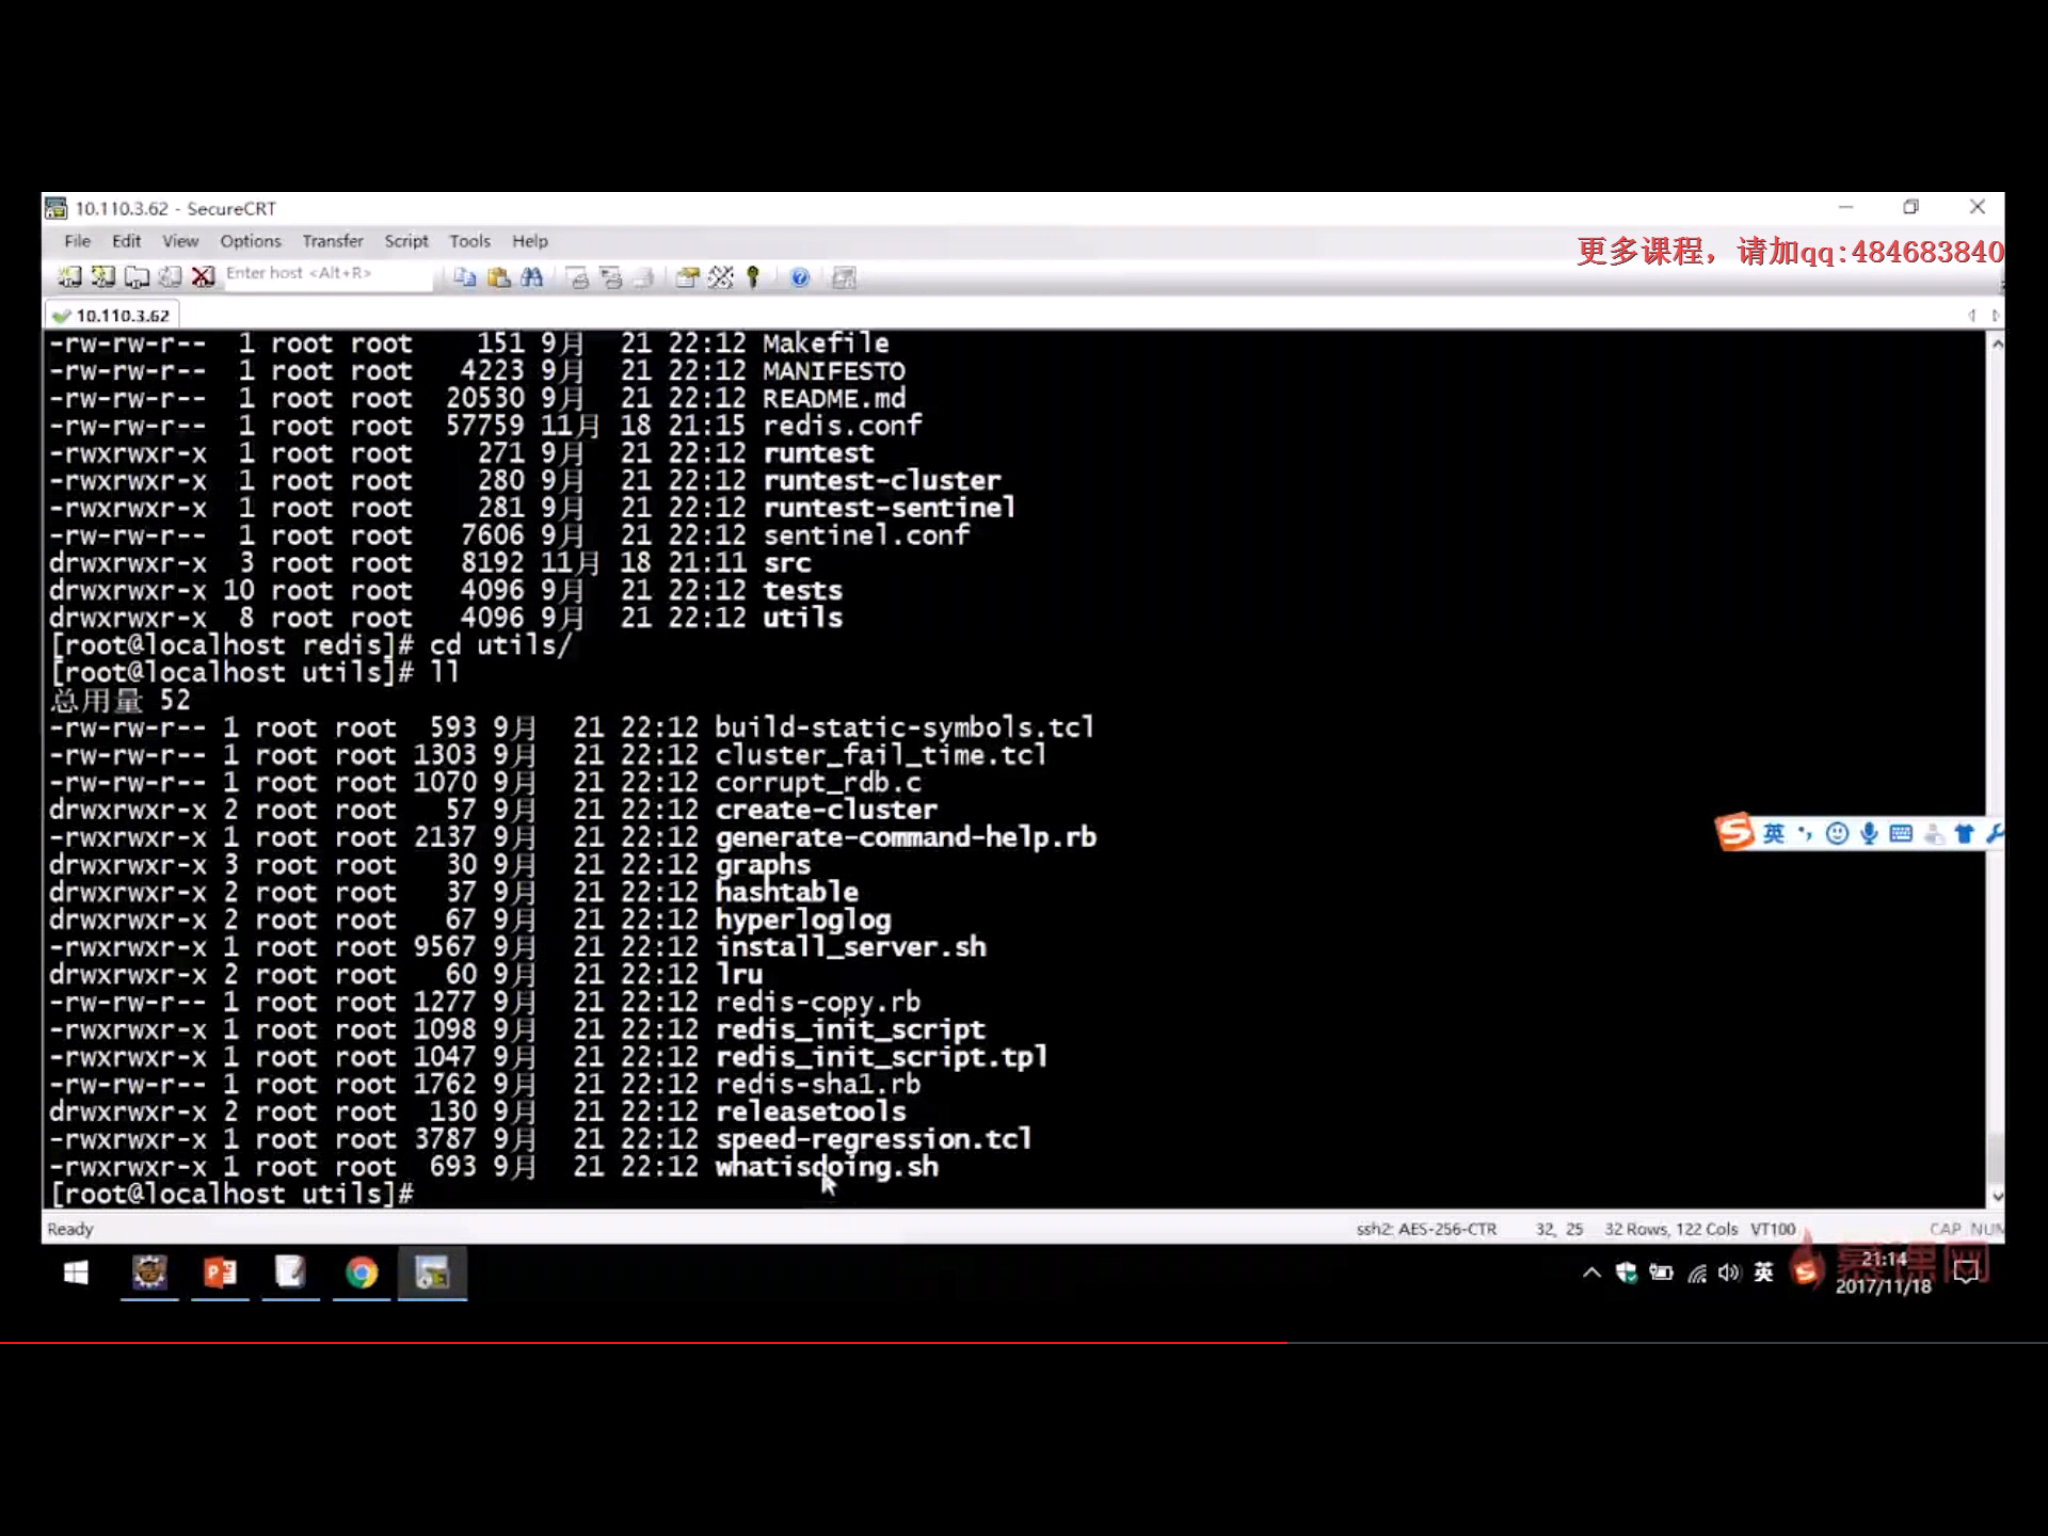 10.110.3.62 - SecureCRT
File Edit View Options Transfer Script Tools Help
更多课程，请加qq:484683840
Enter host <Alt+R>
10.110.3.62
-rw-rw-r--  1 root root    151 9月  21 22:12 Makefile
-rw-rw-r--  1 root root   4223 9月  21 22:12 MANIFESTO
-rw-rw-r--  1 root root  20530 9月  21 22:12 README.md
-rw-rw-r--  1 root root  57759 11月 18 21:15 redis.conf
-rwxrwxr-x  1 root root    271 9月  21 22:12 runtest
-rwxrwxr-x  1 root root    280 9月  21 22:12 runtest-cluster
-rwxrwxr-x  1 root root    281 9月  21 22:12 runtest-sentinel
-rw-rw-r--  1 root root   7606 9月  21 22:12 sentinel.conf
drwxrwxr-x  3 root root   8192 11月 18 21:11 src
drwxrwxr-x 10 root root   4096 9月  21 22:12 tests
drwxrwxr-x  8 root root   4096 9月  21 22:12 utils
[root@localhost redis]# cd utils/
[root@localhost utils]# ll
总用量 52
-rw-rw-r-- 1 root root  593 9月  21 22:12 build-static-symbols.tcl
-rw-rw-r-- 1 root root 1303 9月  21 22:12 cluster_fail_time.tcl
-rw-rw-r-- 1 root root 1070 9月  21 22:12 corrupt_rdb.c
drwxrwxr-x 2 root root   57 9月  21 22:12 create-cluster
-rwxrwxr-x 1 root root 2137 9月  21 22:12 generate-command-help.rb
drwxrwxr-x 3 root root   30 9月  21 22:12 graphs
drwxrwxr-x 2 root root   37 9月  21 22:12 hashtable
drwxrwxr-x 2 root root   67 9月  21 22:12 hyperloglog
-rwxrwxr-x 1 root root 9567 9月  21 22:12 install_server.sh
drwxrwxr-x 2 root root   60 9月  21 22:12 lru
-rw-rw-r-- 1 root root 1277 9月  21 22:12 redis-copy.rb
-rwxrwxr-x 1 root root 1098 9月  21 22:12 redis_init_script
-rwxrwxr-x 1 root root 1047 9月  21 22:12 redis_init_script.tpl
-rw-rw-r-- 1 root root 1762 9月  21 22:12 redis-sha1.rb
drwxrwxr-x 2 root root  130 9月  21 22:12 releasetools
-rwxrwxr-x 1 root root 3787 9月  21 22:12 speed-regression.tcl
-rwxrwxr-x 1 root root  693 9月  21 22:12 whatisdoing.sh
[root@localhost utils]#
英
Ready ssh2: AES-256-CTR 32, 25 32 Rows, 122 Cols VT100 CAP NUM
英 慕课网
21:14
2017/11/18